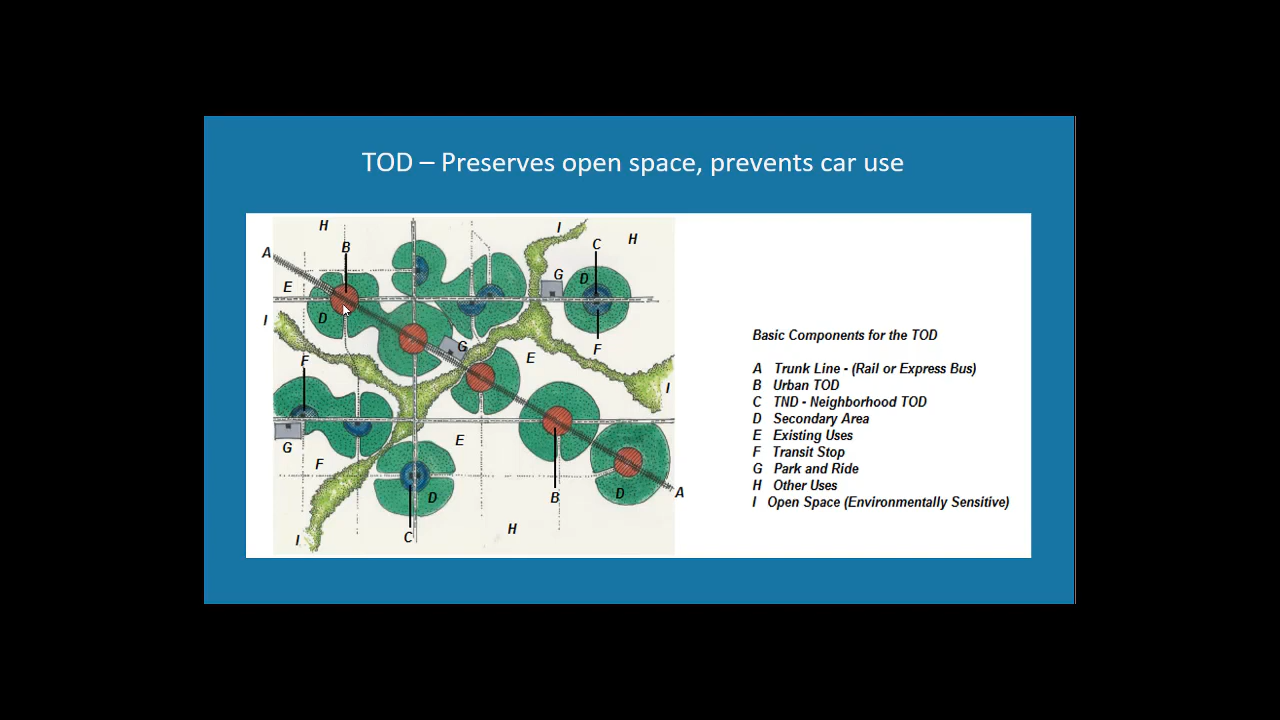 TOD – Preserves open space, prevents car use
H
I
H
B
C
A
G
D
E
D
I
G
F
E
F
I
G
E
F
D
B
D
A
H
C
I
Basic Components for the TOD
A Trunk Line - (Rail or Express Bus)
B Urban TOD
C TND - Neighborhood TOD
D Secondary Area
E Existing Uses
F Transit Stop
G Park and Ride
H Other Uses
I Open Space (Environmentally Sensitive)